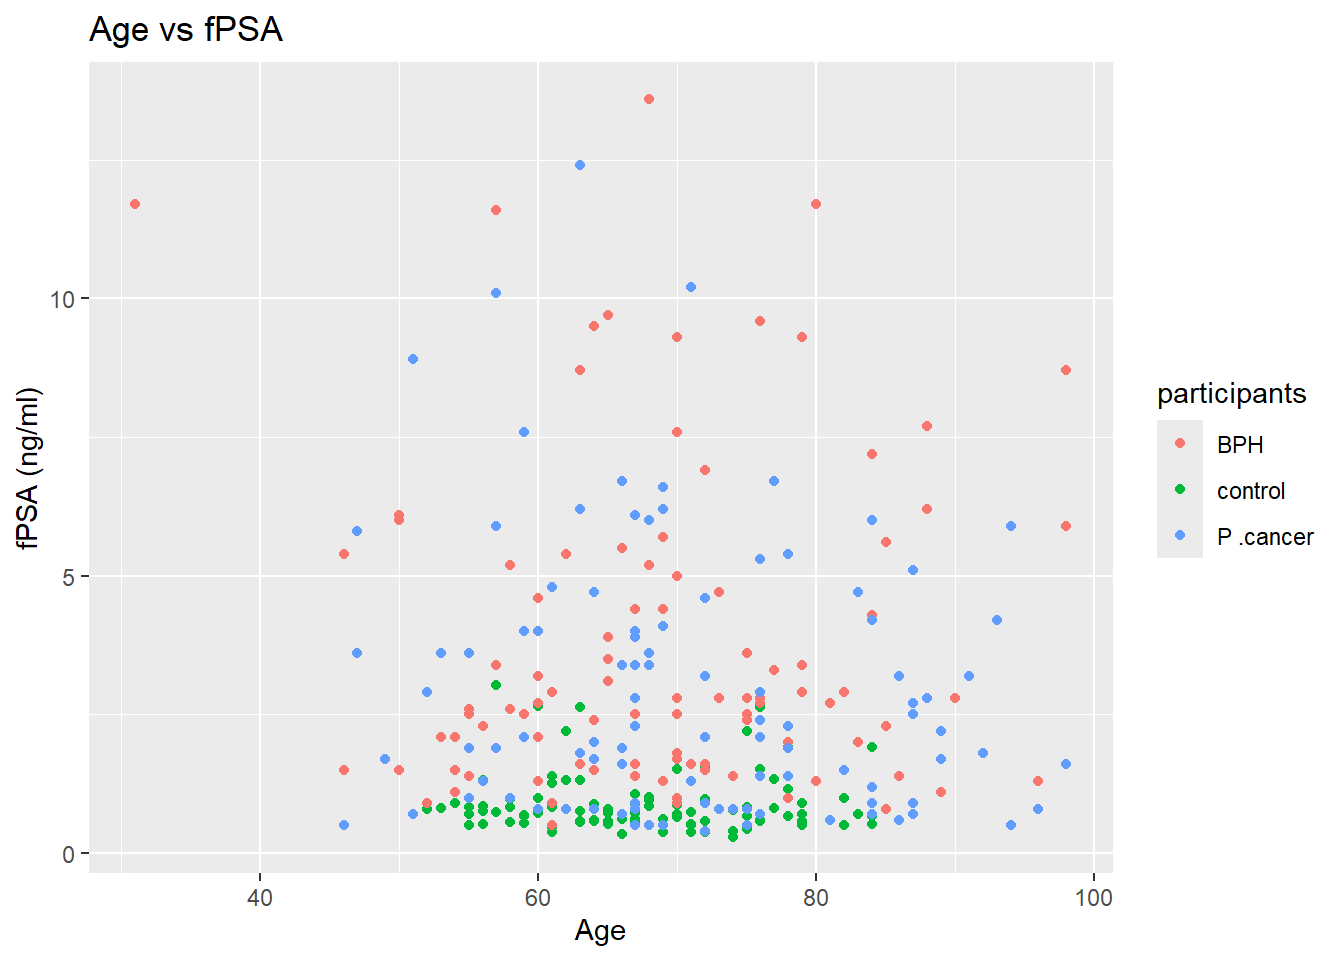 Age vs fPSA
fPSA (ng/ml)
10
5
0
40
60
80
100
Age
participants
BPH
control
P .cancer